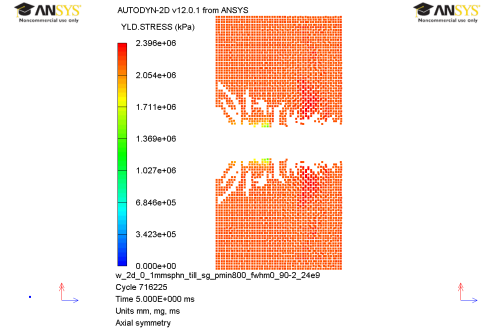 ANSYS
Noncommercial use only
AUTODYN-2D v12.0.1 from ANSYS
ANSYS
Noncommercial use only
YLD.STRESS (kPa)
2.396e+06
2.054e+06
1.711e+06
1.369e+06
1.027e+06
6.846e+05
3.423e+05
0.000e+00
w_2d_0_1mmsphn_till_sg_pmin800_fwhm0_90-2_24e9
Cycle 716225
Time 5.000E+000 ms
Units mm, mg, ms
Axial symmetry